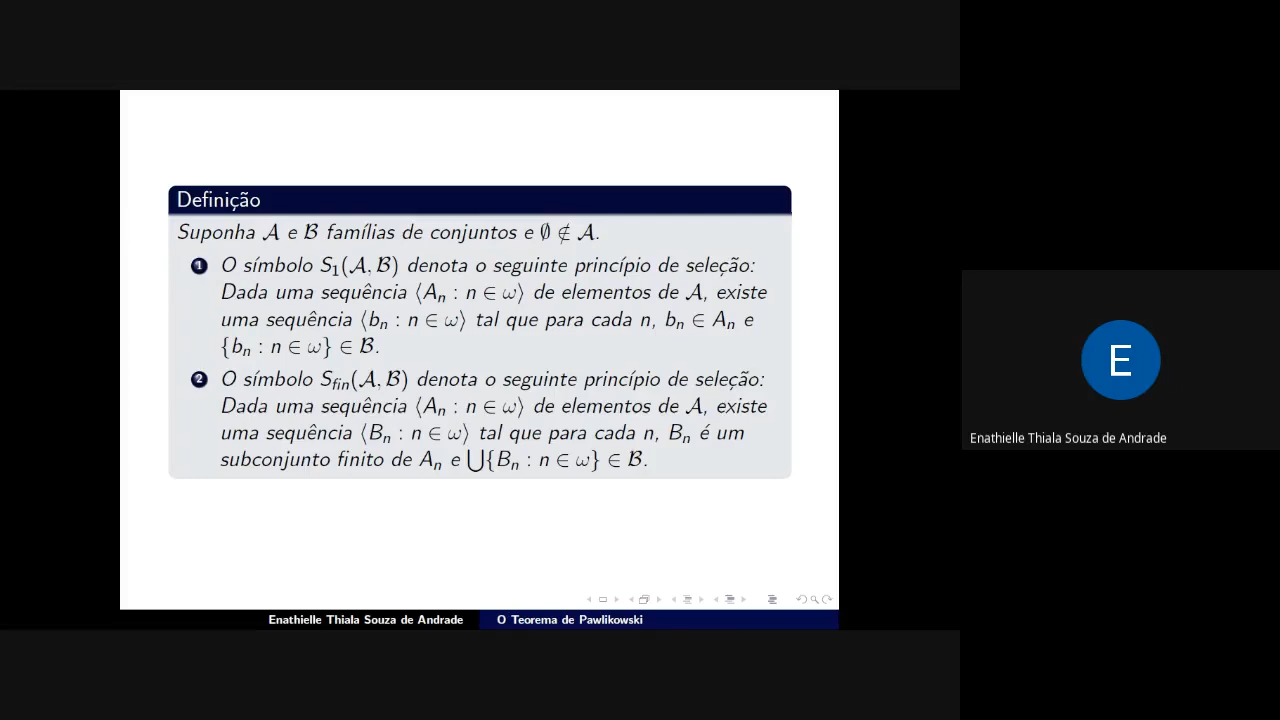 Definição
Suponha 𝒜 e ℬ famílias de conjuntos e ∅ ∉ 𝒜.
1 O símbolo S₁(𝒜, ℬ) denota o seguinte princípio de seleção:
Dada uma sequência ⟨Aₙ : n ∈ ω⟩ de elementos de 𝒜, existe
uma sequência ⟨bₙ : n ∈ ω⟩ tal que para cada n, bₙ ∈ Aₙ e
{bₙ : n ∈ ω} ∈ ℬ.
2 O símbolo S_fin(𝒜, ℬ) denota o seguinte princípio de seleção:
Dada uma sequência ⟨Aₙ : n ∈ ω⟩ de elementos de 𝒜, existe
uma sequência ⟨Bₙ : n ∈ ω⟩ tal que para cada n, Bₙ é um
subconjunto finito de Aₙ e ⋃{Bₙ : n ∈ ω} ∈ ℬ.
Enathielle Thiala Souza de Andrade
O Teorema de Pawlikowski
E
Enathielle Thiala Souza de Andrade